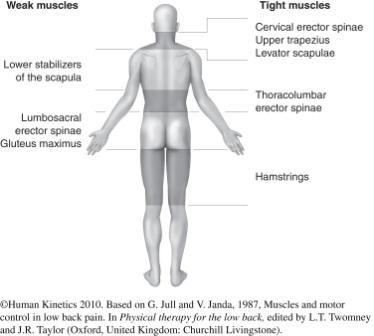 Weak muscles
Tight muscles
Cervical erector spinae
Upper trapezius
Levator scapulae
Lower stabilizers
of the scapula
Thoracolumbar
erector spinae
Lumbosacral
erector spinae
Gluteus maximus
Hamstrings
©Human Kinetics 2010. Based on G. Jull and V. Janda, 1987, Muscles and motor
control in low back pain. In Physical therapy for the low back, edited by L.T. Twomney
and J.R. Taylor (Oxford, United Kingdom: Churchill Livingstone).